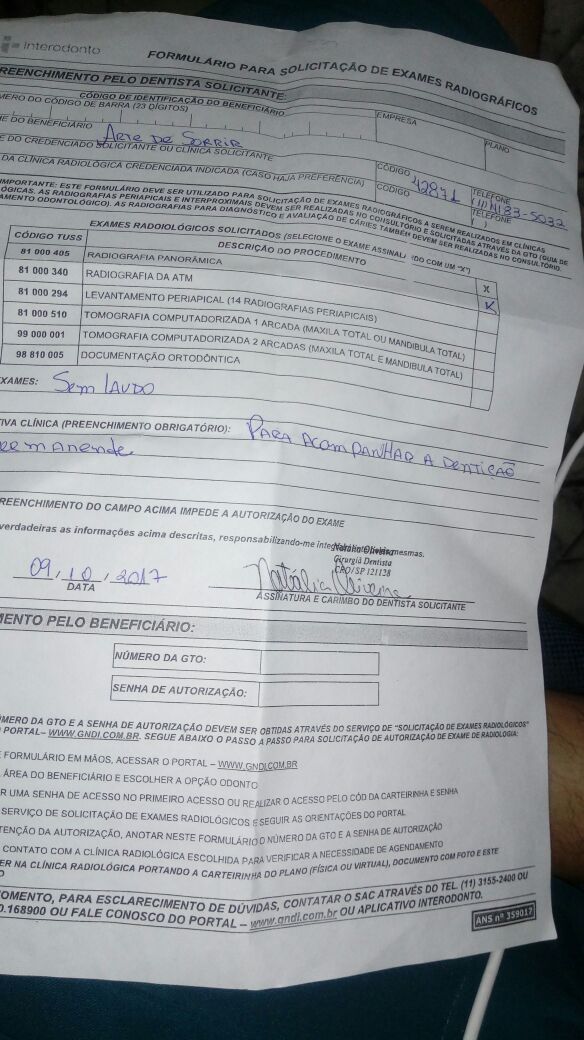 Interodonto
FORMULÁRIO PARA SOLICITAÇÃO DE EXAMES RADIOGRÁFICOS
REENCHIMENTO PELO DENTISTA SOLICITANTE:
CÓDIGO DE IDENTIFICAÇÃO DO BENEFICIÁRIO
MERO DO CÓDIGO DE BARRA (23 DÍGITOS)
EMPRESA
PLANO
E DO BENEFICIÁRIO
Arte de Sorrir
E DO CREDENCIADO SOLICITANTE OU CLÍNICA SOLICITANTE
CÓDIGO 42871
TELEFONE (11)4133-5032
DA CLÍNICA RADIOLÓGICA CREDENCIADA INDICADA (CASO HAJA PREFERÊNCIA)
CÓDIGO
TELEFONE
IMPORTANTE: ESTE FORMULÁRIO DEVE SER UTILIZADO PARA SOLICITAÇÃO DE EXAMES RADIOGRÁFICOS A SEREM REALIZADOS EM CLÍNICAS
LÓGICAS. AS RADIOGRAFIAS PERIAPICAIS E INTERPROXIMAIS DEVEM SER REALIZADAS NO CONSULTÓRIO E SOLICITADAS ATRAVÉS DA GTO (GUIA DE
AMENTO ODONTOLÓGICO). AS RADIOGRAFIAS PARA DIAGNÓSTICO E AVALIAÇÃO DE CÁRIES TAMBÉM DEVEM SER REALIZADAS NO CONSULTÓRIO.
EXAMES RADIOLÓGICOS SOLICITADOS (SELECIONE O EXAME ASSINAL DO COM UM "X")
CÓDIGO TUSS DESCRIÇÃO DO PROCEDIMENTO X
81 000 405 RADIOGRAFIA PANORÂMICA X
81 000 340 RADIOGRAFIA DA ATM
81 000 294 LEVANTAMENTO PERIAPICAL (14 RADIOGRAFIAS PERIAPICAIS)
81 000 510 TOMOGRAFIA COMPUTADORIZADA 1 ARCADA (MAXILA TOTAL OU MANDIBULA TOTAL)
99 000 001 TOMOGRAFIA COMPUTADORIZADA 2 ARCADAS (MAXILA TOTAL E MANDIBULA TOTAL)
98 810 005 DOCUMENTAÇÃO ORTODÔNTICA
EXAMES: Sem LAUDO
TIVA CLÍNICA (PREENCHIMENTO OBRIGATÓRIO): PARA ACOMPANHAR A DENTIÇÃO
PREENCHIMENTO DO CAMPO ACIMA IMPEDE A AUTORIZAÇÃO DO EXAME
verdadeiras as informações acima descritas, responsabilizando-me mesmas.
Natália Oliveira
Cirurgiã Dentista
CRO/SP 121128
09 / 10 / 2017
Natália Oliveira
DATA
ASSINATURA E CARIMBO DO DENTISTA SOLICITANTE
MENTO PELO BENEFICIÁRIO:
NÚMERO DA GTO:
SENHA DE AUTORIZAÇÃO:
ÚMERO DA GTO E A SENHA DE AUTORIZAÇÃO DEVEM SER OBTIDAS ATRAVÉS DO SERVIÇO DE "SOLICITAÇÃO DE EXAMES RADIOLÓGICOS"
PORTAL– WWW.GNDI.COM.BR. SEGUE ABAIXO O PASSO A PASSO PARA SOLICITAÇÃO DE AUTORIZAÇÃO DE EXAME DE RADIOLOGIA:
E FORMULÁRIO EM MÃOS, ACESSAR O PORTAL – WWW.GNDI.COM.BR
ÁREA DO BENEFICIÁRIO E ESCOLHER A OPÇÃO ODONTO
R UMA SENHA DE ACESSO NO PRIMEIRO ACESSO OU REALIZAR O ACESSO PELO CÓD DA CARTEIRINHA E SENHA
SERVIÇO DE SOLICITAÇÃO DE EXAMES RADIOLÓGICOS E SEGUIR AS ORIENTAÇÕES DO PORTAL
TENÇÃO DA AUTORIZAÇÃO, ANOTAR NESTE FORMULÁRIO O NÚMERO DA GTO E A SENHA DE AUTORIZAÇÃO
CONTATO COM A CLÍNICA RADIOLÓGICA ESCOLHIDA PARA VERIFICAR A NECESSIDADE DE AGENDAMENTO
ER NA CLÍNICA RADIOLÓGICA PORTANDO A CARTEIRINHA DO PLANO (FÍSICA OU VIRTUAL), DOCUMENTO COM FOTO E ESTE
O
OMENTO, PARA ESCLARECIMENTO DE DÚVIDAS, CONTATAR O SAC ATRAVÉS DO TEL. (11) 3155-2400 OU
0.168900 OU FALE CONOSCO DO PORTAL – www.gndi.com.br OU APLICATIVO INTERODONTO.
ANS nº 359017